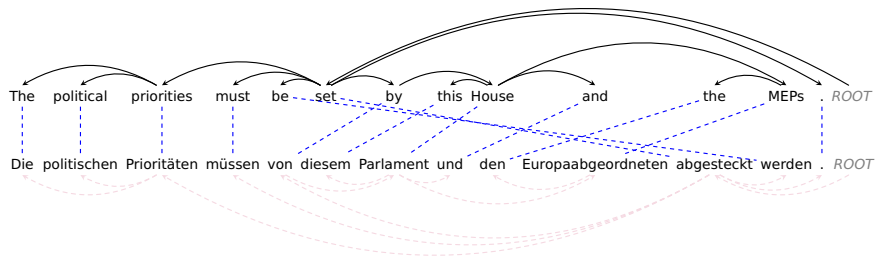 The political priorities must be set by this House and the MEPs . ROOT
Die politischen Prioritäten müssen von diesem Parlament und den Europaabgeordneten abgesteckt werden . ROOT